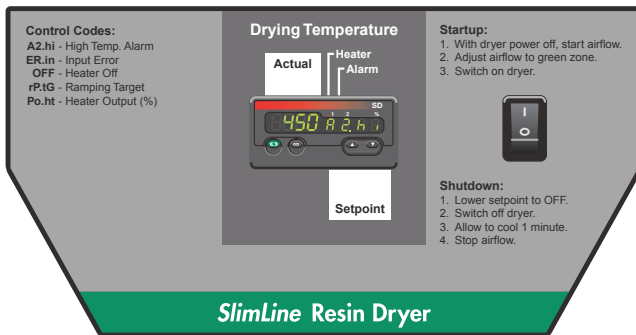 Control Codes:
A2.hi - High Temp. Alarm
ER.in - Input Error
OFF - Heater Off
rP.tG - Ramping Target
Po.ht - Heater Output (%)
Drying Temperature
Actual
Heater
Alarm
SD
1 2 %
450 A2.hi
Setpoint
Startup:
1. With dryer power off, start airflow.
2. Adjust airflow to green zone.
3. Switch on dryer.
I
O
Shutdown:
1. Lower setpoint to OFF.
2. Switch off dryer.
3. Allow to cool 1 minute.
4. Stop airflow.
SlimLine Resin Dryer